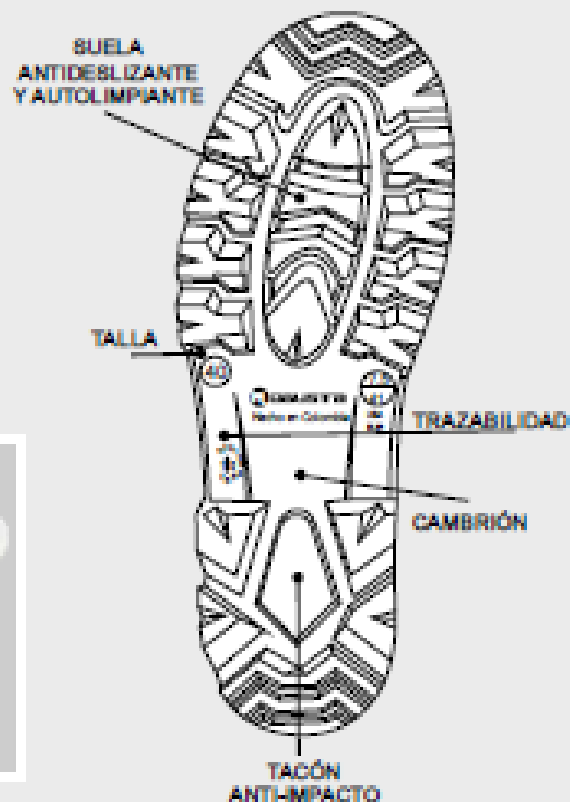 SUELA
ANTIDESLIZANTE
Y AUTOLIMPIANTE
TALLA
40
Hecho en Colombia
TRAZABILIDAD
CAMBRIÓN
TACÓN
ANTI-IMPACTO